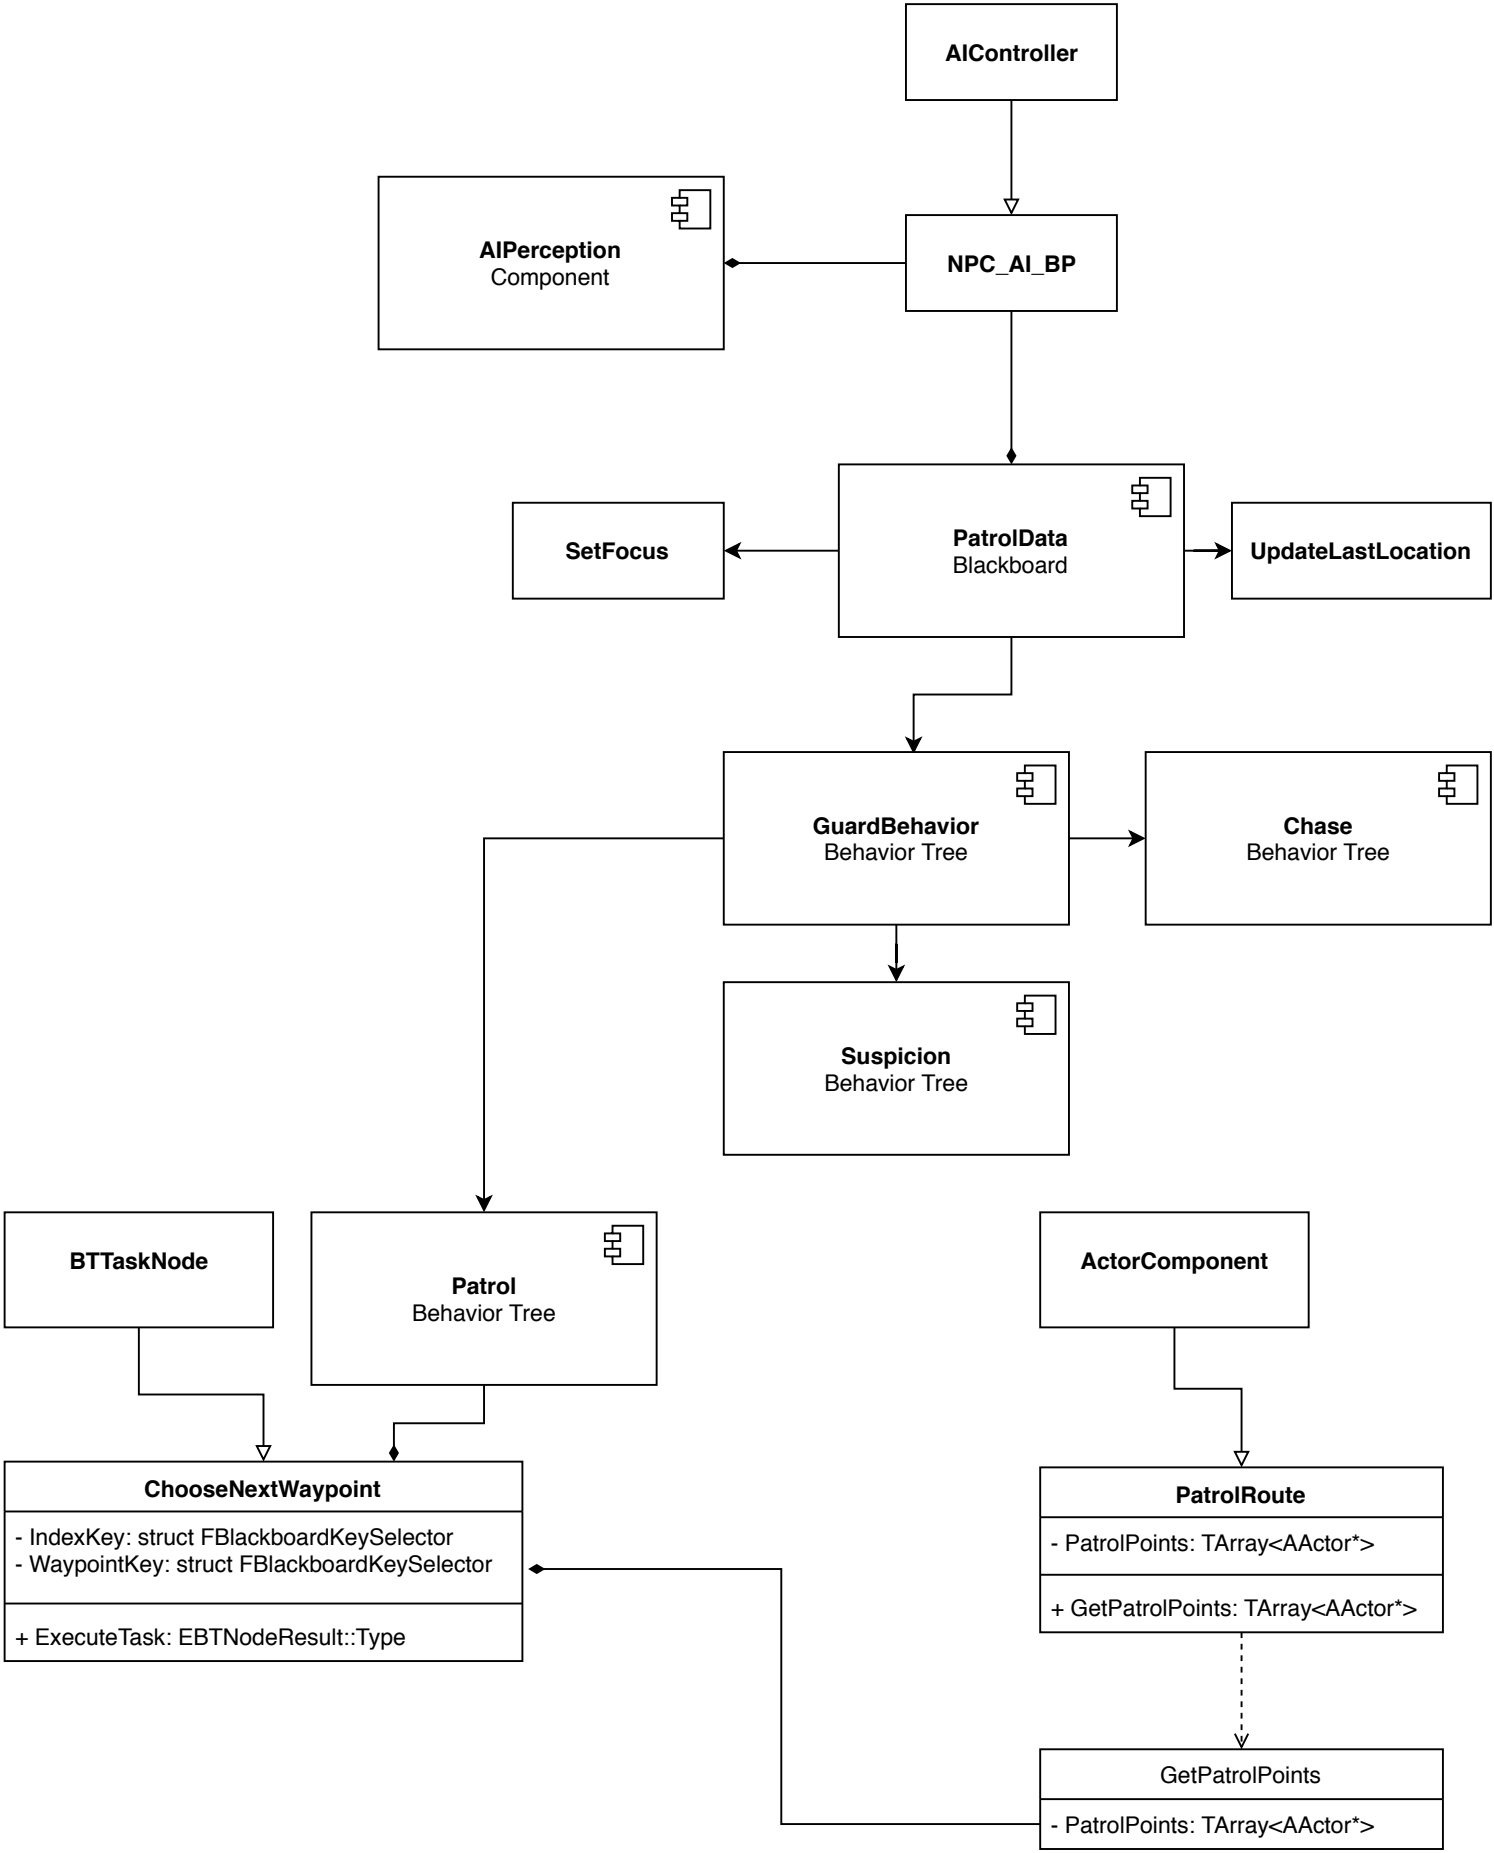 AIController
AIPerception
Component
NPC_AI_BP
SetFocus
PatrolData
Blackboard
UpdateLastLocation
GuardBehavior
Behavior Tree
Chase
Behavior Tree
Suspicion
Behavior Tree
BTTaskNode
Patrol
Behavior Tree
ActorComponent
ChooseNextWaypoint
- IndexKey: struct FBlackboardKeySelector
- WaypointKey: struct FBlackboardKeySelector
+ ExecuteTask: EBTNodeResult::Type
PatrolRoute
- PatrolPoints: TArray<AActor*>
+ GetPatrolPoints: TArray<AActor*>
GetPatrolPoints
- PatrolPoints: TArray<AActor*>